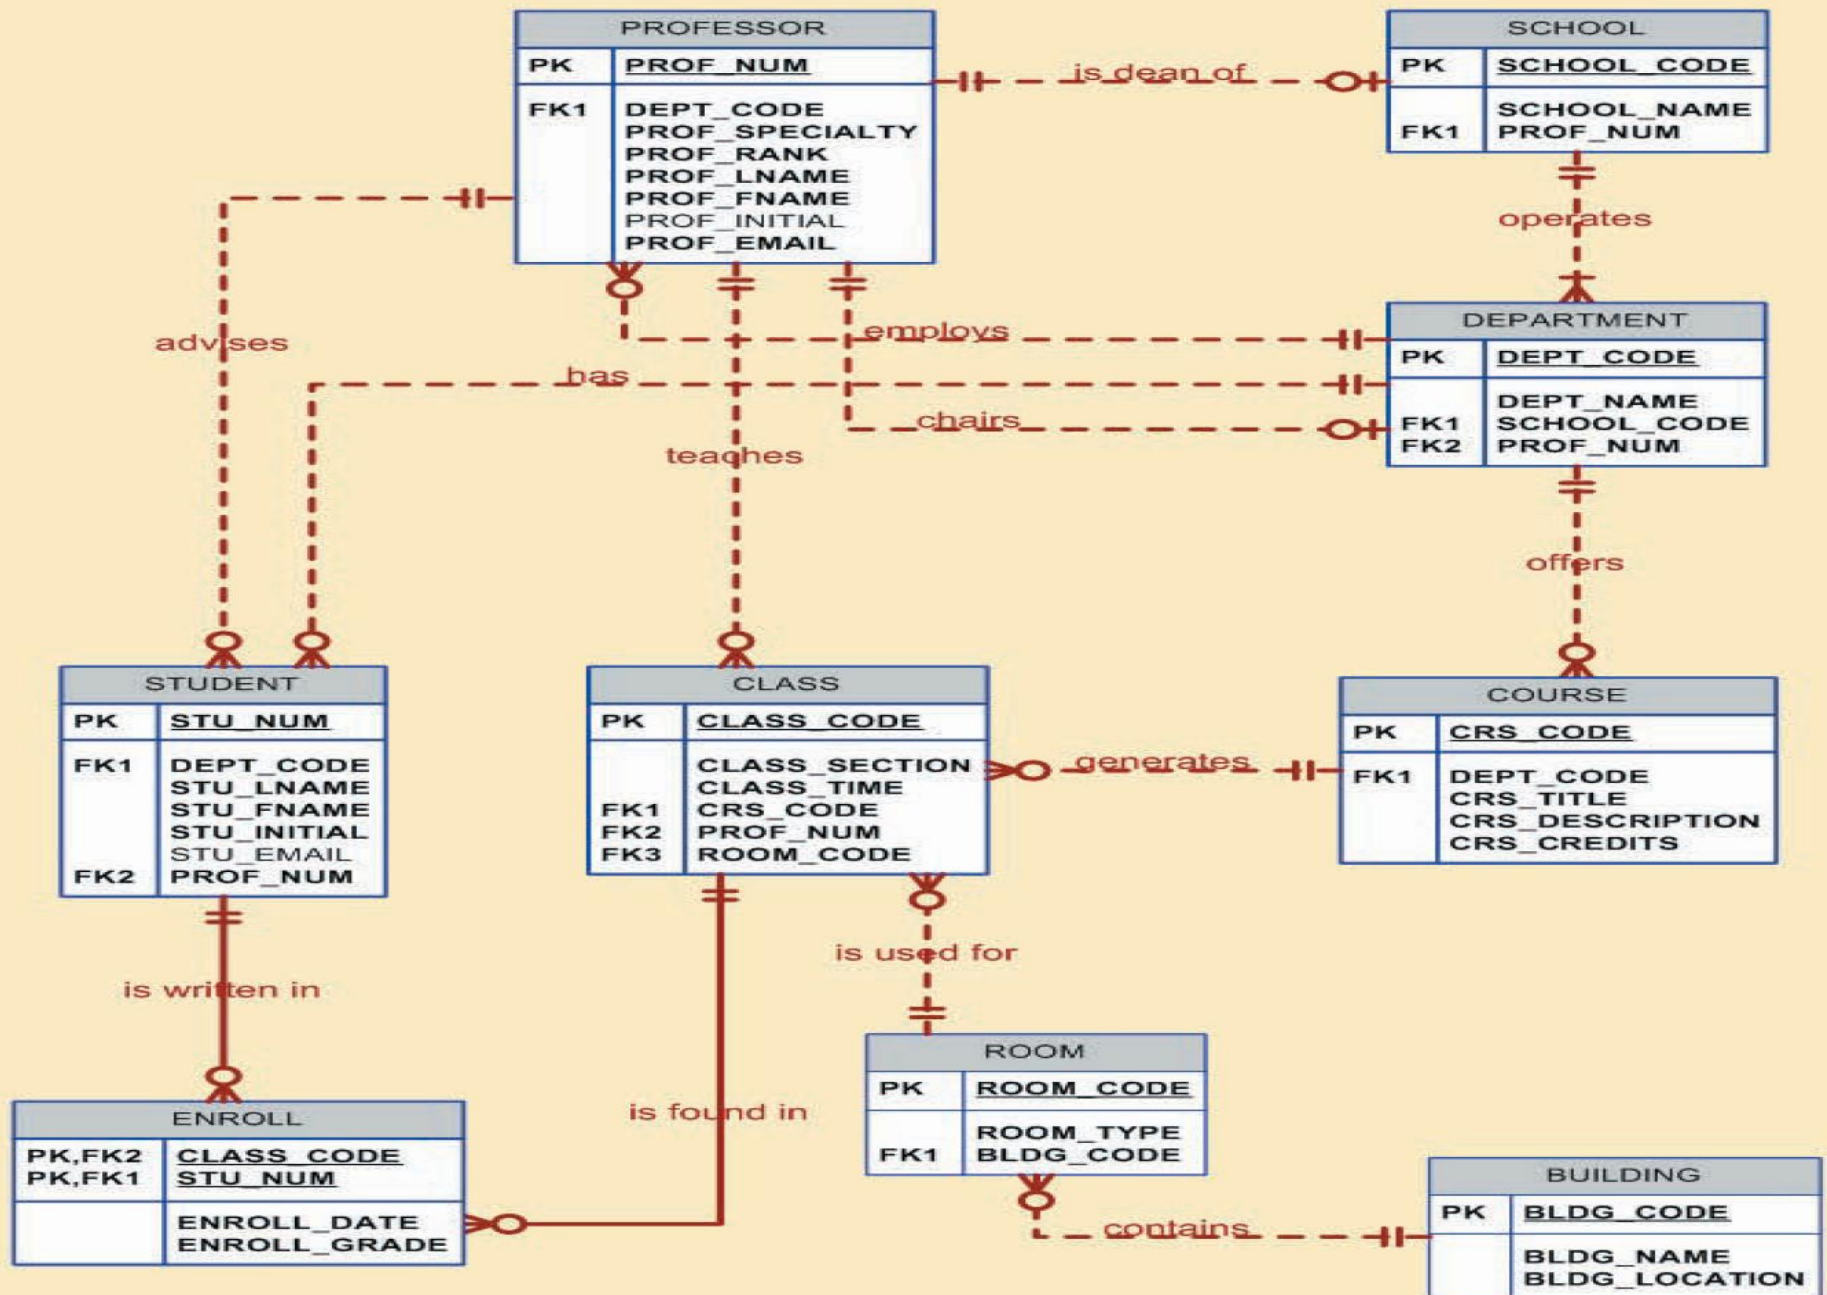 PROFESSOR
PK PROF_NUM
FK1 DEPT_CODE
PROF_SPECIALTY
PROF_RANK
PROF_LNAME
PROF_FNAME
PROF_INITIAL
PROF_EMAIL
is dean of
SCHOOL
PK SCHOOL_CODE
SCHOOL_NAME
FK1 PROF_NUM
operates
advises
employs
has
chairs
teaches
DEPARTMENT
PK DEPT_CODE
DEPT_NAME
FK1 SCHOOL_CODE
FK2 PROF_NUM
offers
STUDENT
PK STU_NUM
FK1 DEPT_CODE
STU_LNAME
STU_FNAME
STU_INITIAL
STU_EMAIL
FK2 PROF_NUM
CLASS
PK CLASS_CODE
CLASS_SECTION
CLASS_TIME
FK1 CRS_CODE
FK2 PROF_NUM
FK3 ROOM_CODE
generates
COURSE
PK CRS_CODE
FK1 DEPT_CODE
CRS_TITLE
CRS_DESCRIPTION
CRS_CREDITS
is written in
is used for
is found in
ENROLL
PK,FK2 CLASS_CODE
PK,FK1 STU_NUM
ENROLL_DATE
ENROLL_GRADE
ROOM
PK ROOM_CODE
ROOM_TYPE
FK1 BLDG_CODE
contains
BUILDING
PK BLDG_CODE
BLDG_NAME
BLDG_LOCATION